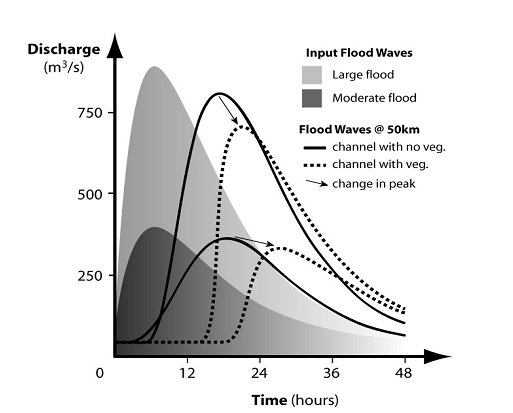 Discharge
(m³/s)
Input Flood Waves
Large flood
Moderate flood
Flood Waves @ 50km
channel with no veg.
channel with veg.
change in peak
750
500
250
0
12
24
36
48
Time (hours)